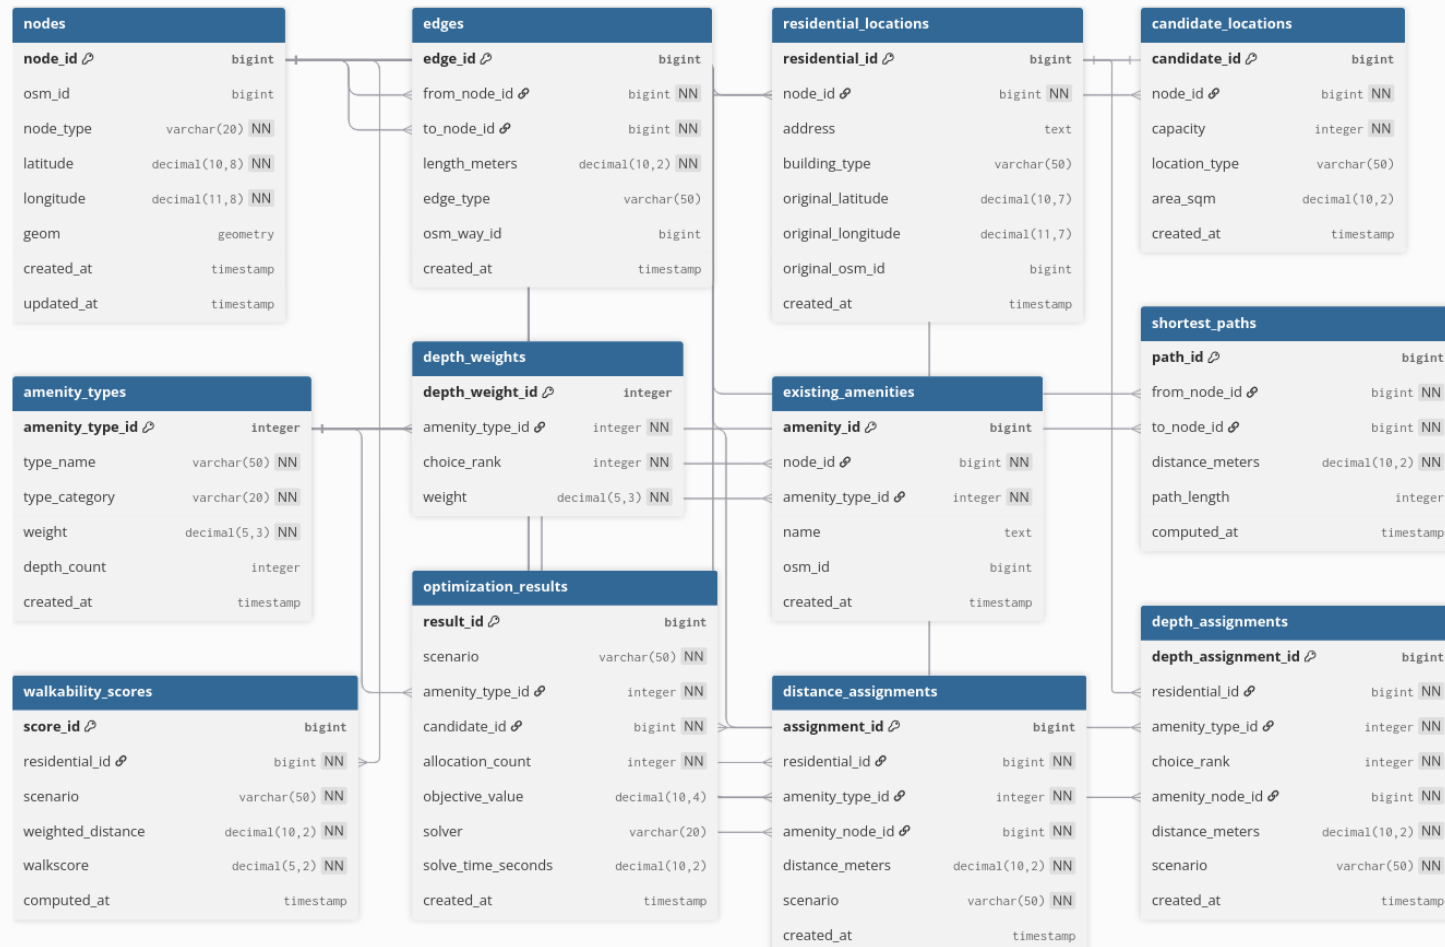 nodes
node_id bigint
osm_id bigint
node_type varchar(20) NN
latitude decimal(10,8) NN
longitude decimal(11,8) NN
geom geometry
created_at timestamp
updated_at timestamp
edges
edge_id bigint
from_node_id bigint NN
to_node_id bigint NN
length_meters decimal(10,2) NN
edge_type varchar(50)
osm_way_id bigint
created_at timestamp
residential_locations
residential_id bigint
node_id bigint NN
address text
building_type varchar(50)
original_latitude decimal(10,7)
original_longitude decimal(11,7)
original_osm_id bigint
created_at timestamp
candidate_locations
candidate_id bigint
node_id bigint NN
capacity integer NN
location_type varchar(50)
area_sqm decimal(10,2)
created_at timestamp
amenity_types
amenity_type_id integer
type_name varchar(50) NN
type_category varchar(20) NN
weight decimal(5,3) NN
depth_count integer
created_at timestamp
depth_weights
depth_weight_id integer
amenity_type_id integer NN
choice_rank integer NN
weight decimal(5,3) NN
existing_amenities
amenity_id bigint
node_id bigint NN
amenity_type_id integer NN
name text
osm_id bigint
created_at timestamp
shortest_paths
path_id bigint
from_node_id bigint NN
to_node_id bigint NN
distance_meters decimal(10,2) NN
path_length integer
computed_at timestamp
walkability_scores
score_id bigint
residential_id bigint NN
scenario varchar(50) NN
weighted_distance decimal(10,2) NN
walkscore decimal(5,2) NN
computed_at timestamp
optimization_results
result_id bigint
scenario varchar(50) NN
amenity_type_id integer NN
candidate_id bigint NN
allocation_count integer NN
objective_value decimal(10,4)
solver varchar(20)
solve_time_seconds decimal(10,2)
created_at timestamp
distance_assignments
assignment_id bigint
residential_id bigint NN
amenity_type_id integer NN
amenity_node_id bigint NN
distance_meters decimal(10,2) NN
scenario varchar(50) NN
created_at timestamp
depth_assignments
depth_assignment_id bigint
residential_id bigint NN
amenity_type_id integer NN
choice_rank integer NN
amenity_node_id bigint NN
distance_meters decimal(10,2) NN
scenario varchar(50) NN
created_at timestamp